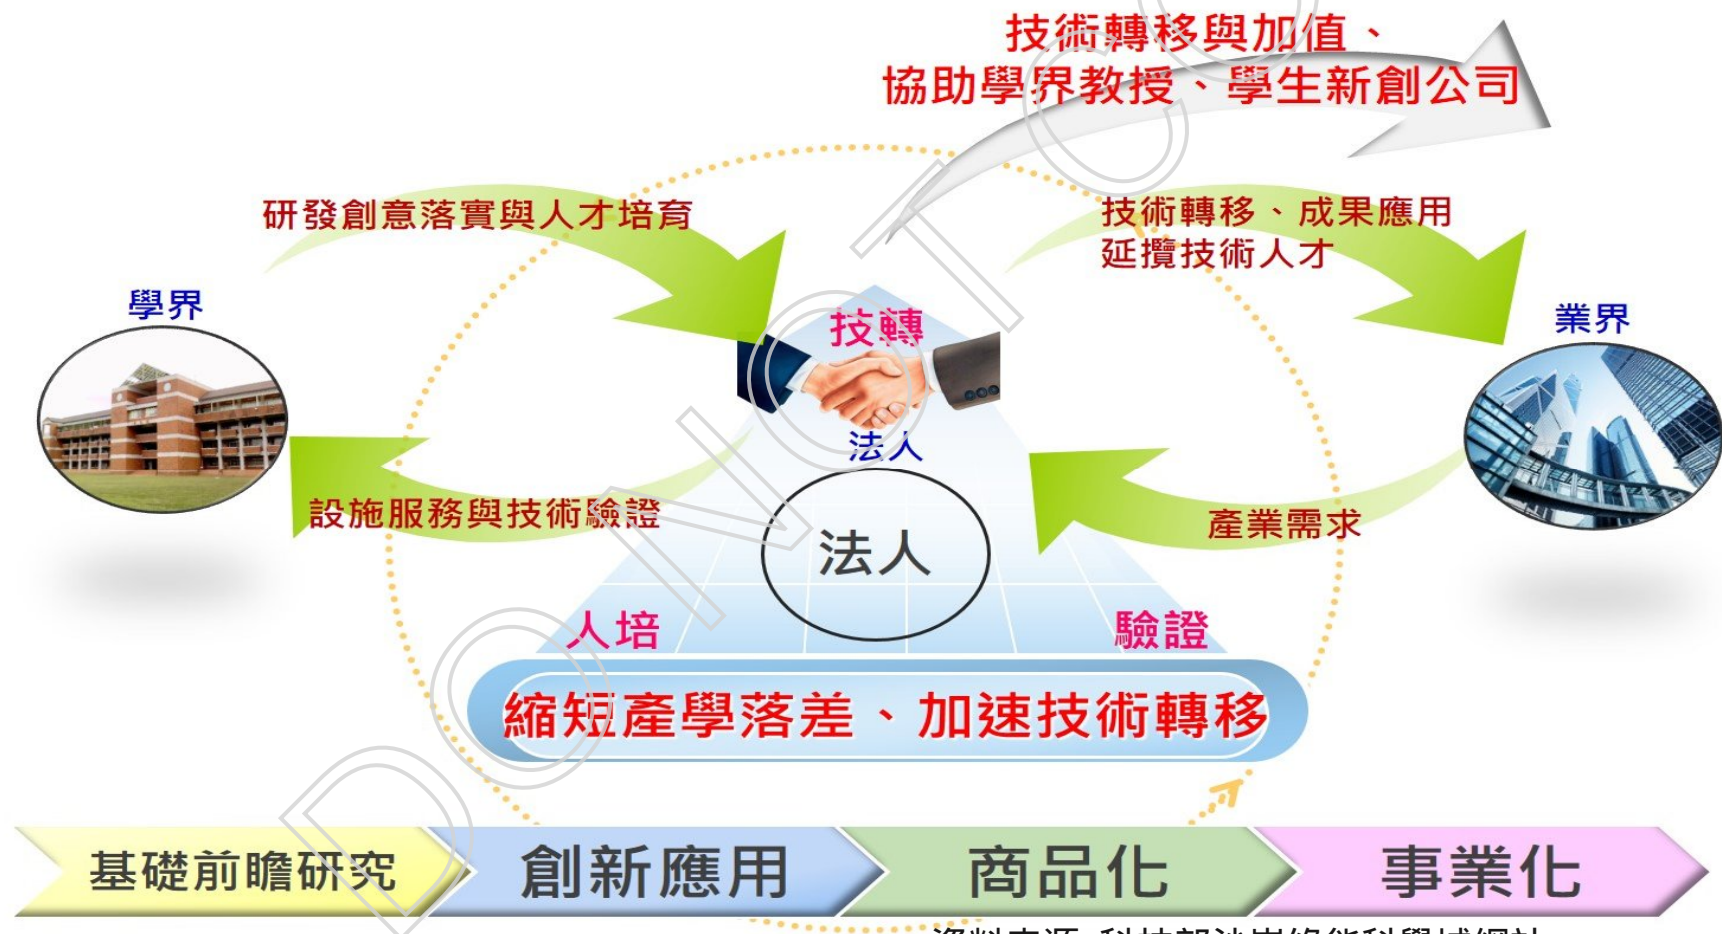 技術轉移與加值、
協助學界教授、學生新創公司
研發創意落實與人才培育
技術轉移、成果應用
延攬技術人才
學界
業界
技轉
法人
設施服務與技術驗證
產業需求
法人
人培
驗證
縮短產學落差、加速技術轉移
基礎前瞻研究
創新應用
商品化
事業化